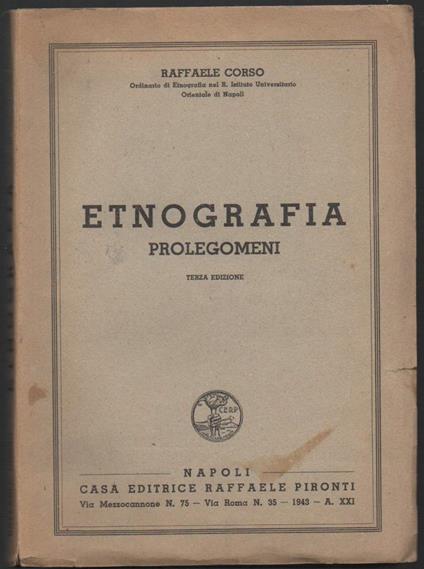 RAFFAELE CORSO
Ordinario di Etnografia nel R. Istituto Universitario
Orientale di Napoli
ETNOGRAFIA
PROLEGOMENI
TERZA EDIZIONE
C.E.R.P.
NAPOLI
CASA EDITRICE RAFFAELE PIRONTI
Via Mezzocannone N. 75 — Via Roma N. 35 — 1943 — A. XXI